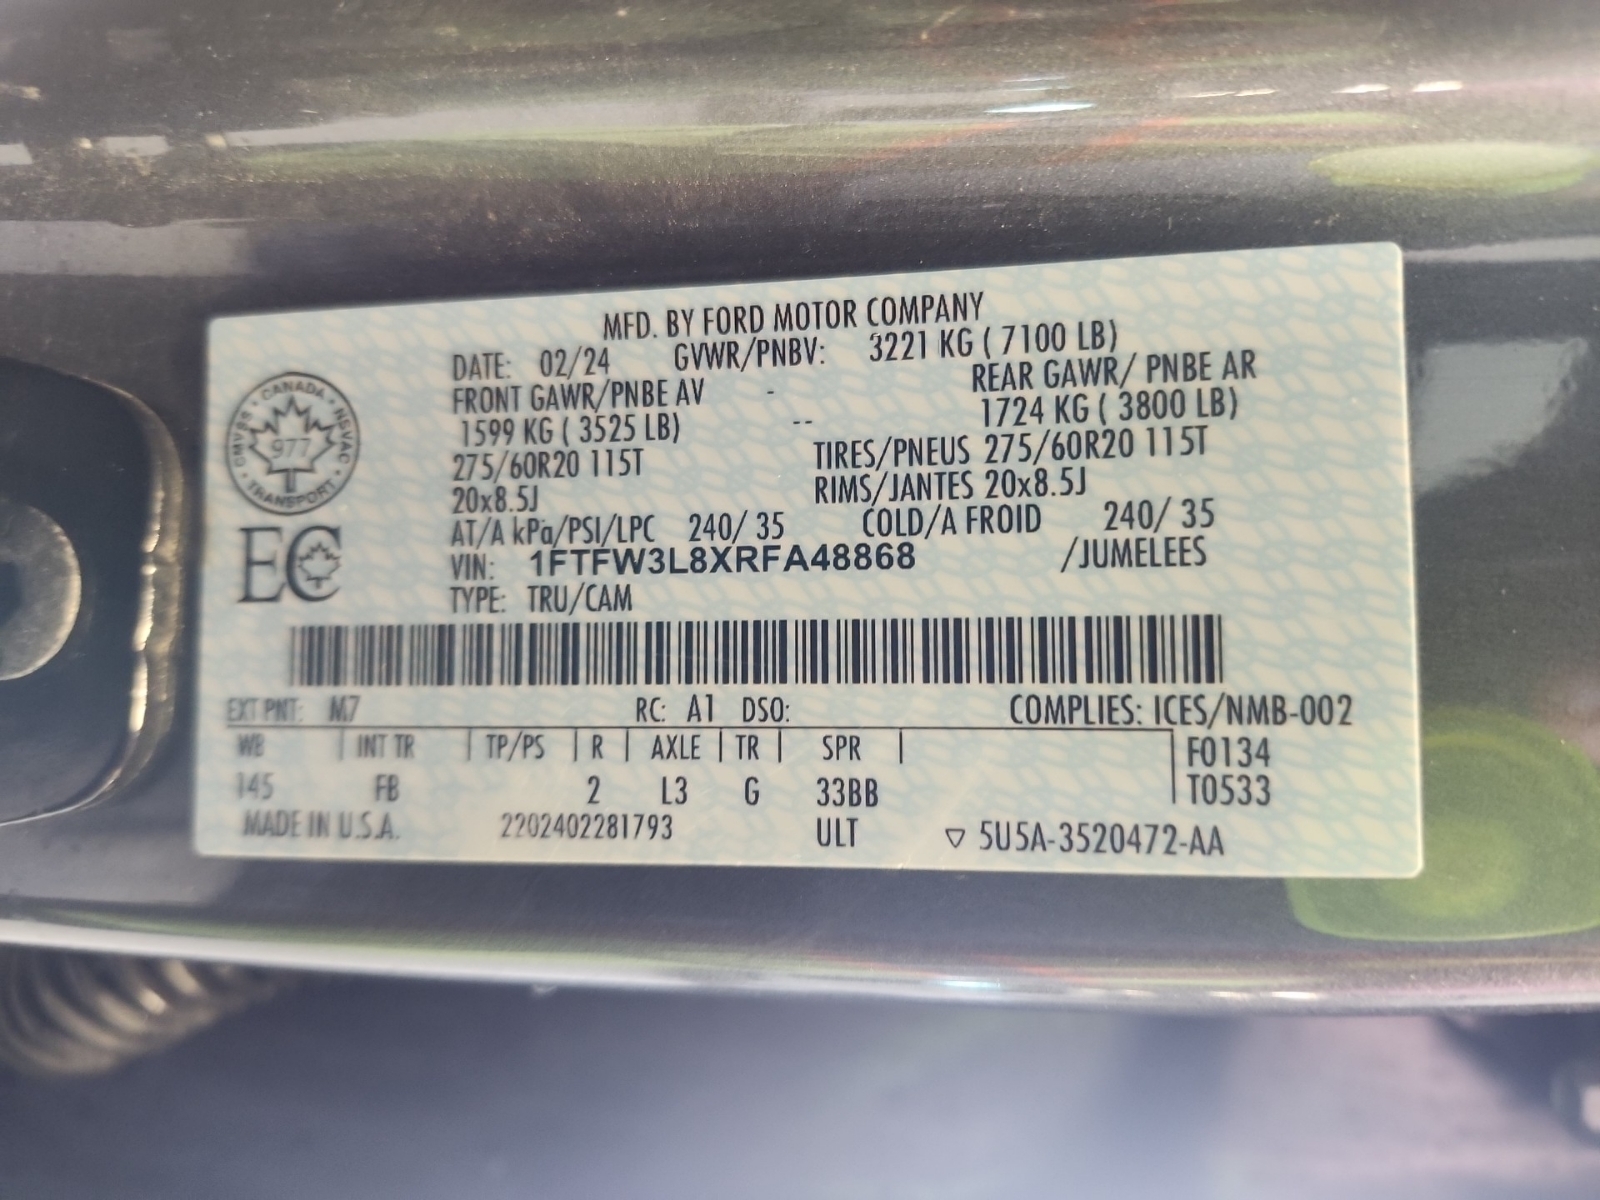 MFD. BY FORD MOTOR COMPANY
DATE: 02/24 GVWR/PNBV: 3221 KG ( 7100 LB)
FRONT GAWR/PNBE AV - REAR GAWR/ PNBE AR
1599 KG ( 3525 LB) -- 1724 KG ( 3800 LB)
275/60R20 115T TIRES/PNEUS 275/60R20 115T
20x8.5J RIMS/JANTES 20x8.5J
AT/A kPa/PSI/LPC 240/ 35 COLD/A FROID 240/ 35
VIN: 1FTFW3L8XRFA48868 /JUMELEES
TYPE: TRU/CAM
CANADA • NSVAC • TRANSPORT • CMVSS •
977
EC
EXT PNT: M7 RC: A1 DSO: COMPLIES: ICES/NMB-002
WB | INT TR | TP/PS | R | AXLE | TR | SPR | F0134
145 FB 2 L3 G 33BB T0533
MADE IN U.S.A. 2202402281793 ULT ▽ 5U5A-3520472-AA